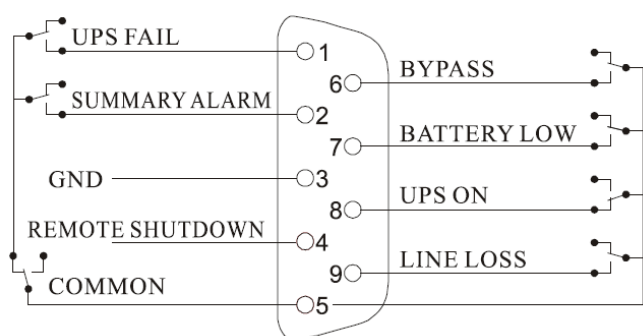 UPS FAIL
1
BYPASS
6
SUMMARY ALARM
2
BATTERY LOW
7
GND
3
UPS ON
8
REMOTE SHUTDOWN
4
LINE LOSS
9
COMMON
5